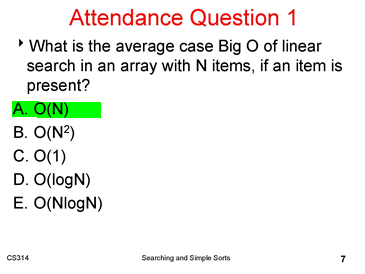 Attendance Question 1
What is the average case Big O of linear
search in an array with N items, if an item is
present?
A. O(N)
B. O(N²)
C. O(1)
D. O(logN)
E. O(NlogN)
CS314
Searching and Simple Sorts
7